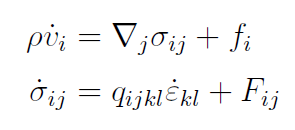 ρv̇ᵢ = ∇ⱼσᵢⱼ + fᵢ
σ̇ᵢⱼ = qᵢⱼₖₗε̇ₖₗ + Fᵢⱼ